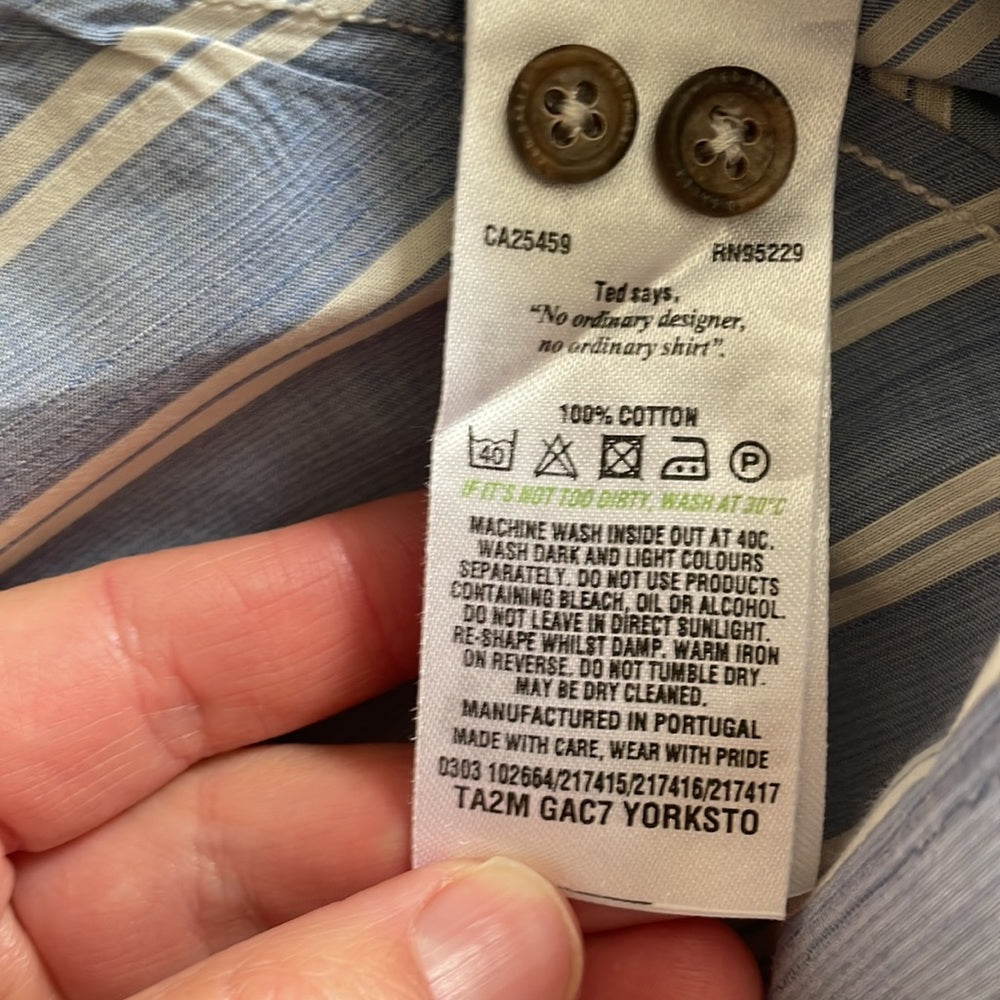 CA25459
RN95229
Ted says,
“No ordinary designer,
no ordinary shirt”.
100% COTTON
40 P
IF IT'S NOT TOO DIRTY, WASH AT 30°C
MACHINE WASH INSIDE OUT AT 40C.
WASH DARK AND LIGHT COLOURS
SEPARATELY. DO NOT USE PRODUCTS
CONTAINING BLEACH, OIL OR ALCOHOL.
DO NOT LEAVE IN DIRECT SUNLIGHT.
RE-SHAPE WHILST DAMP. WARM IRON
ON REVERSE. DO NOT TUMBLE DRY.
MAY BE DRY CLEANED.
MANUFACTURED IN PORTUGAL
MADE WITH CARE, WEAR WITH PRIDE
0303 102664/217415/217416/217417
TA2M GAC7 YORKSTO